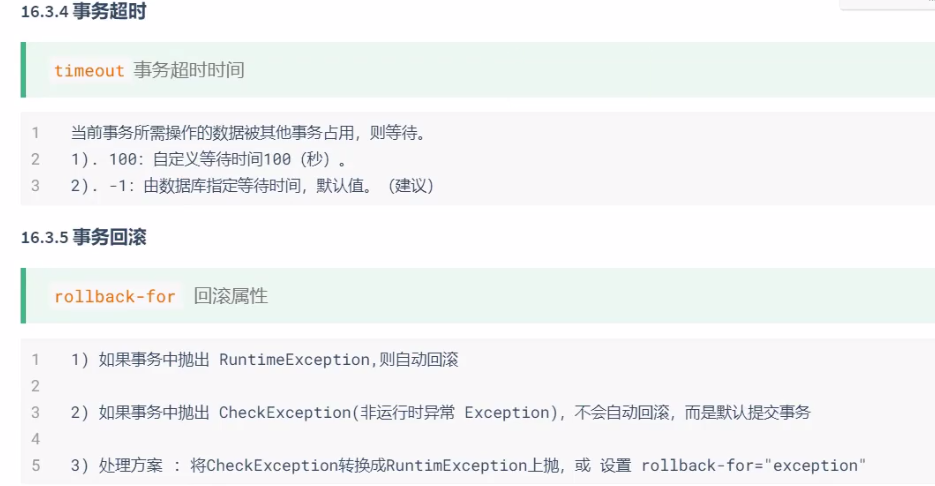 16.3.4 事务超时
timeout 事务超时时间
1 当前事务所需操作的数据被其他事务占用，则等待。
2 1). 100：自定义等待时间100（秒）。
3 2). -1：由数据库指定等待时间，默认值。（建议）
16.3.5 事务回滚
rollback-for 回滚属性
1 1) 如果事务中抛出 RuntimeException,则自动回滚
2
3 2) 如果事务中抛出 CheckException(非运行时异常 Exception)，不会自动回滚，而是默认提交事务
4
5 3) 处理方案 ：将CheckException转换成RuntimException上抛，或 设置 rollback-for="exception"